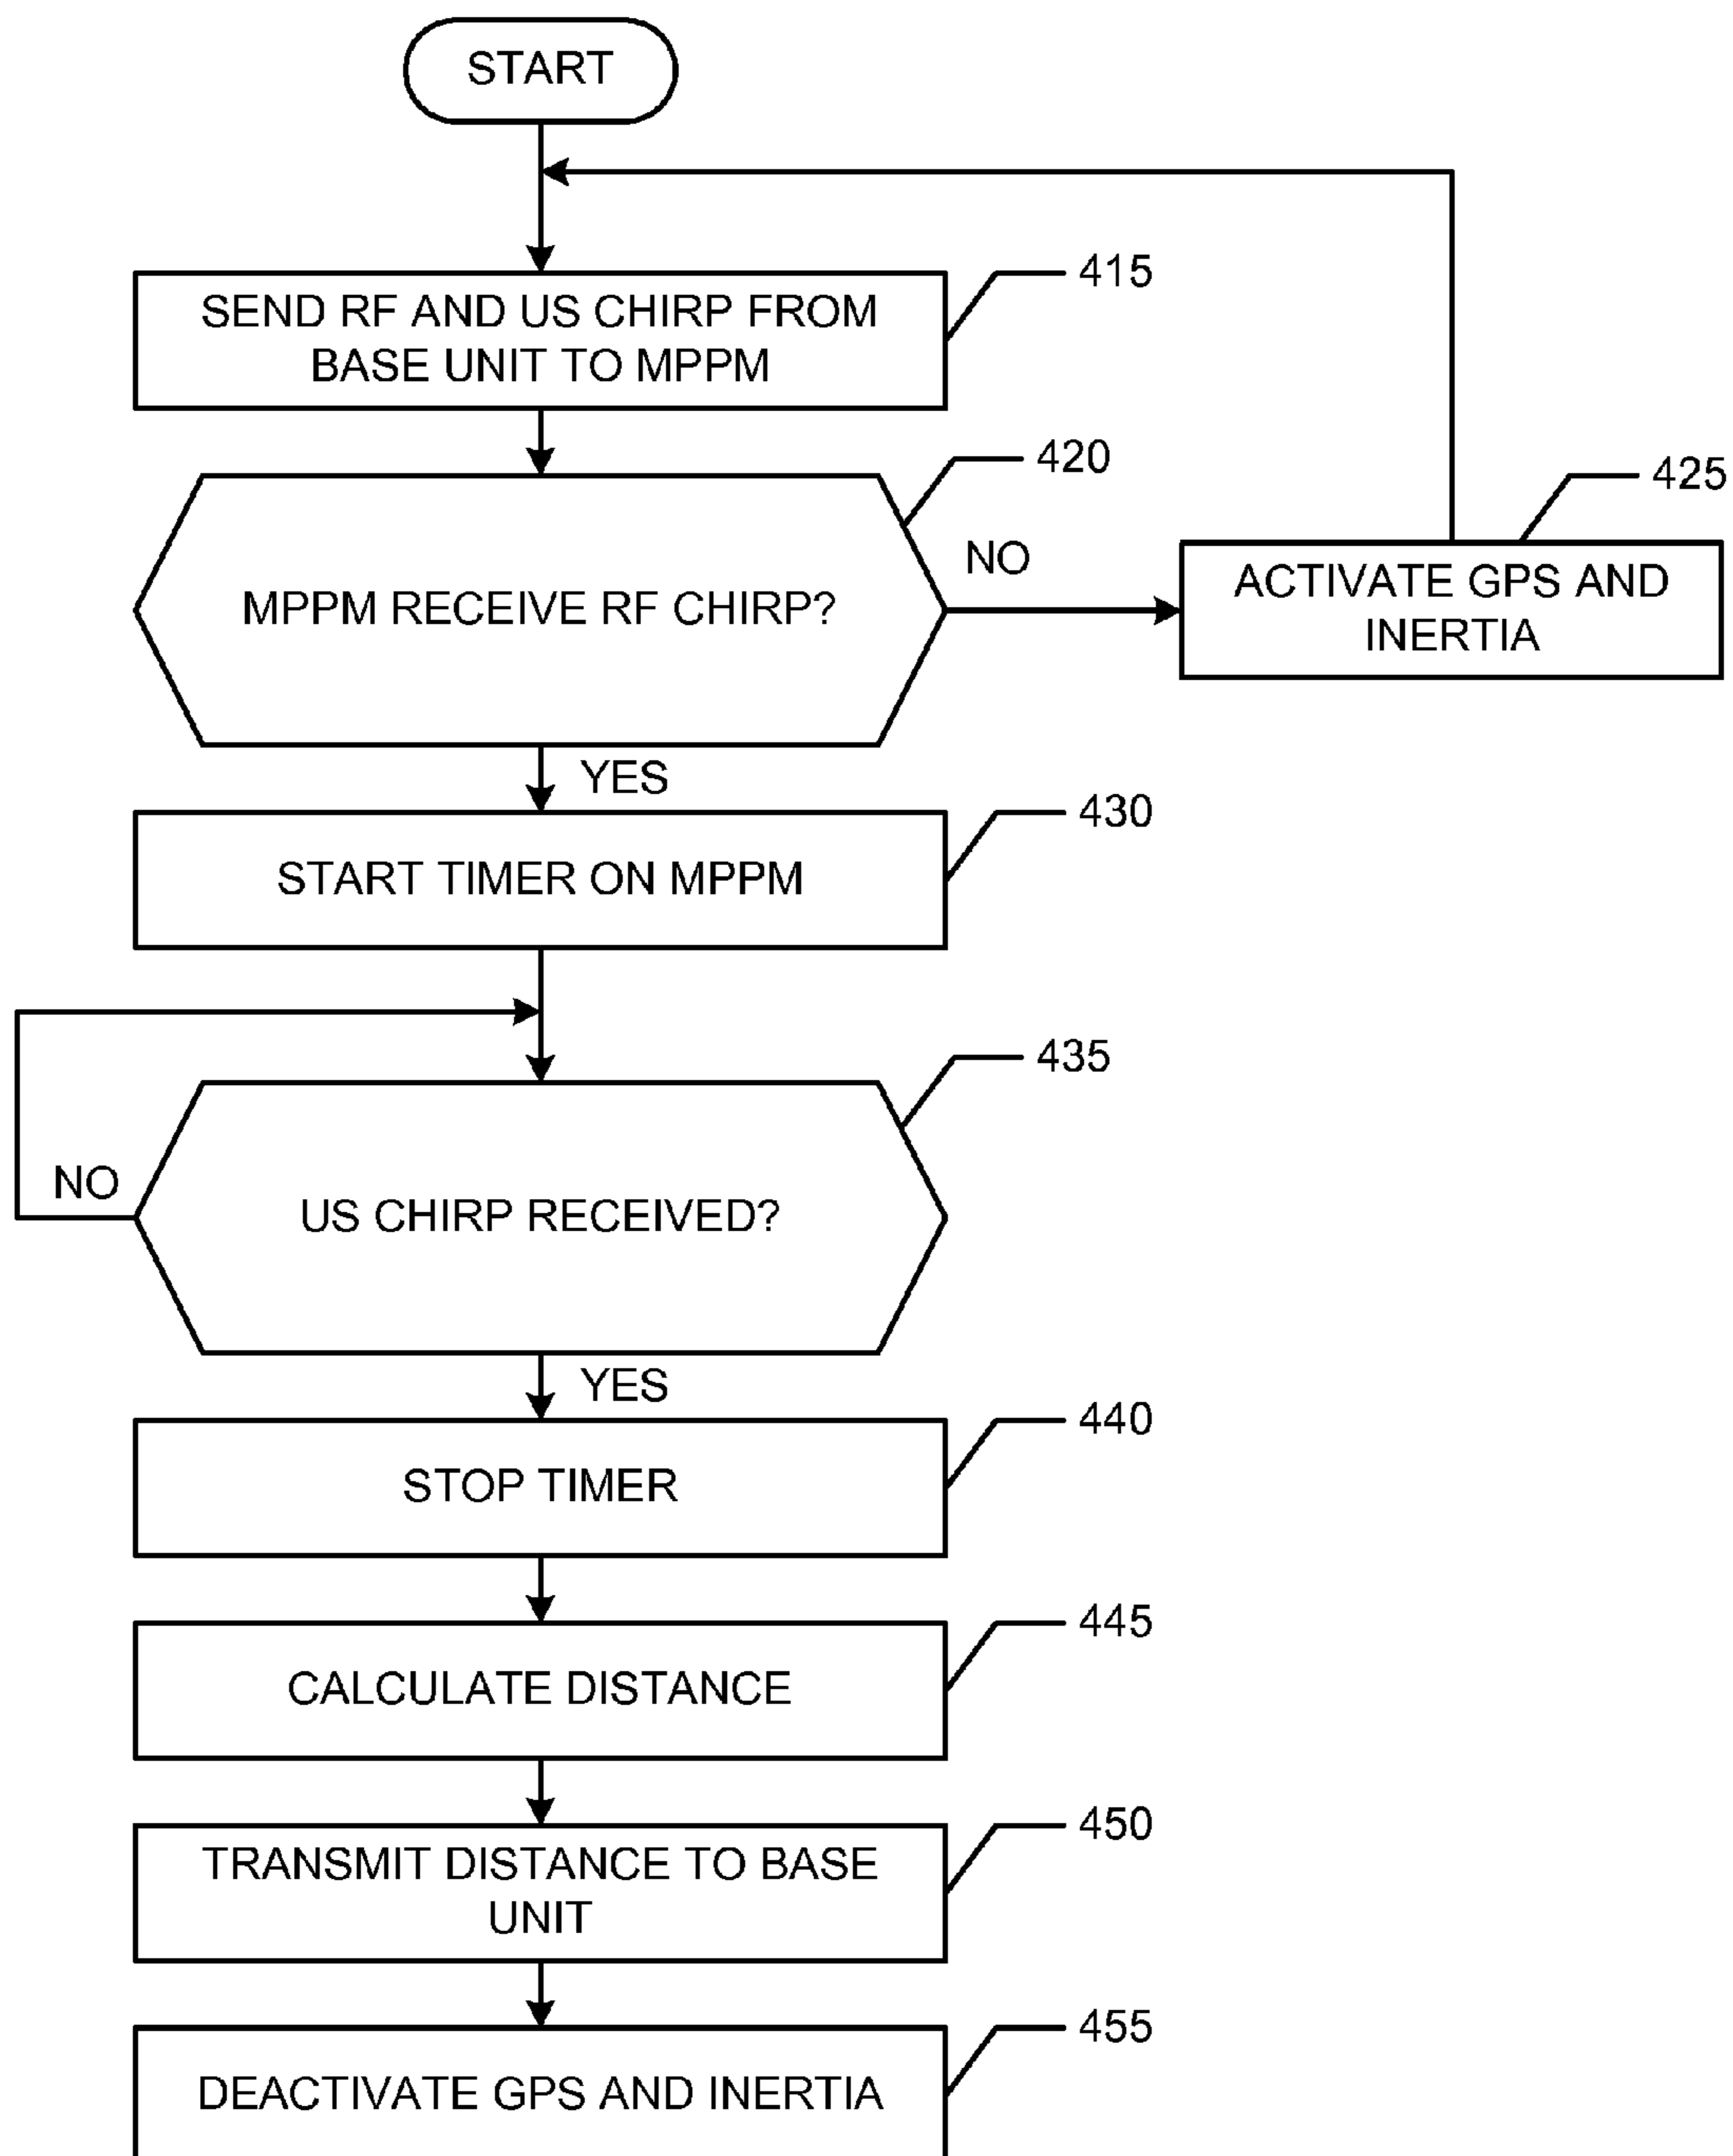 START
415
SEND RF AND US CHIRP FROM
BASE UNIT TO MPPM
420
425
MPPM RECEIVE RF CHIRP?
NO
ACTIVATE GPS AND
INERTIA
YES
430
START TIMER ON MPPM
435
NO
US CHIRP RECEIVED?
YES
440
STOP TIMER
445
CALCULATE DISTANCE
450
TRANSMIT DISTANCE TO BASE
UNIT
455
DEACTIVATE GPS AND INERTIA